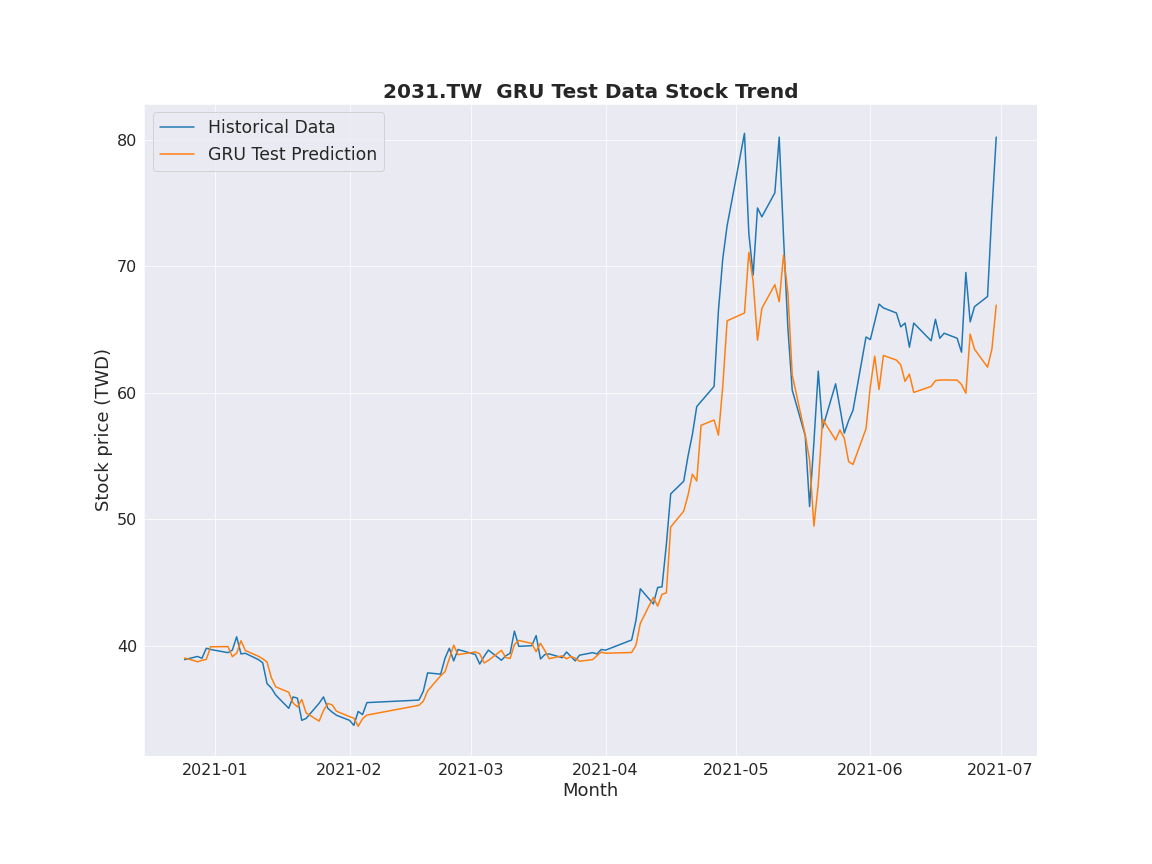 2031.TW  GRU Test Data Stock Trend
Historical Data
GRU Test Prediction
80
70
60
50
40
Stock price (TWD)
2021-01 2021-02 2021-03 2021-04 2021-05 2021-06 2021-07
Month